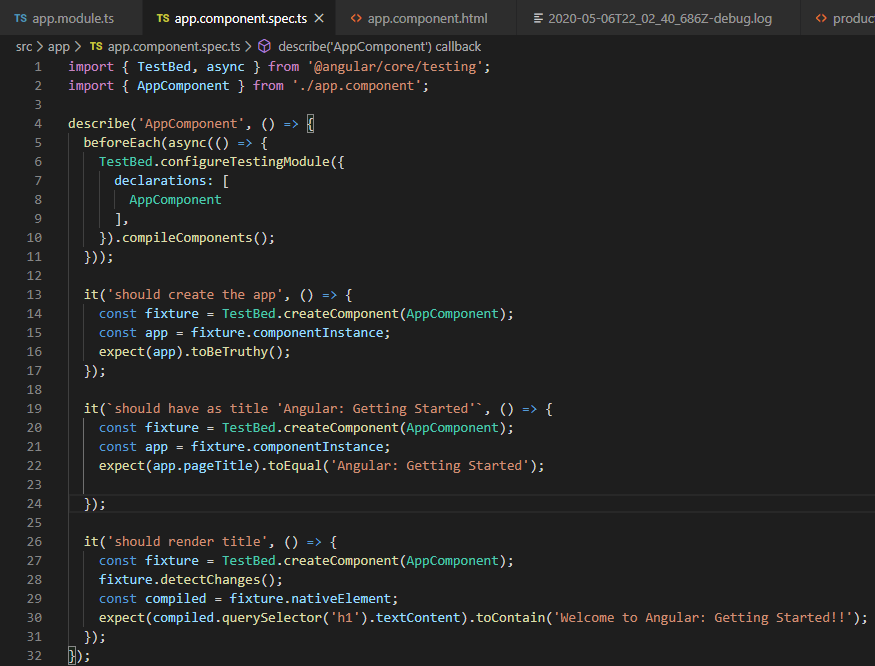 TS app.module.ts TS app.component.spec.ts × <> app.component.html 2020-05-06T22_02_40_686Z-debug.log <> produc
src > app > TS app.component.spec.ts > describe('AppComponent') callback
1 import { TestBed, async } from '@angular/core/testing';
2 import { AppComponent } from './app.component';
3
4 describe('AppComponent', () => {
5   beforeEach(async(() => {
6     TestBed.configureTestingModule({
7       declarations: [
8         AppComponent
9       ],
10     }).compileComponents();
11   }));
12
13   it('should create the app', () => {
14     const fixture = TestBed.createComponent(AppComponent);
15     const app = fixture.componentInstance;
16     expect(app).toBeTruthy();
17   });
18
19   it(`should have as title 'Angular: Getting Started'`, () => {
20     const fixture = TestBed.createComponent(AppComponent);
21     const app = fixture.componentInstance;
22     expect(app.pageTitle).toEqual('Angular: Getting Started');
23
24   });
25
26   it('should render title', () => {
27     const fixture = TestBed.createComponent(AppComponent);
28     fixture.detectChanges();
29     const compiled = fixture.nativeElement;
30     expect(compiled.querySelector('h1').textContent).toContain('Welcome to Angular: Getting Started!!');
31   });
32 });